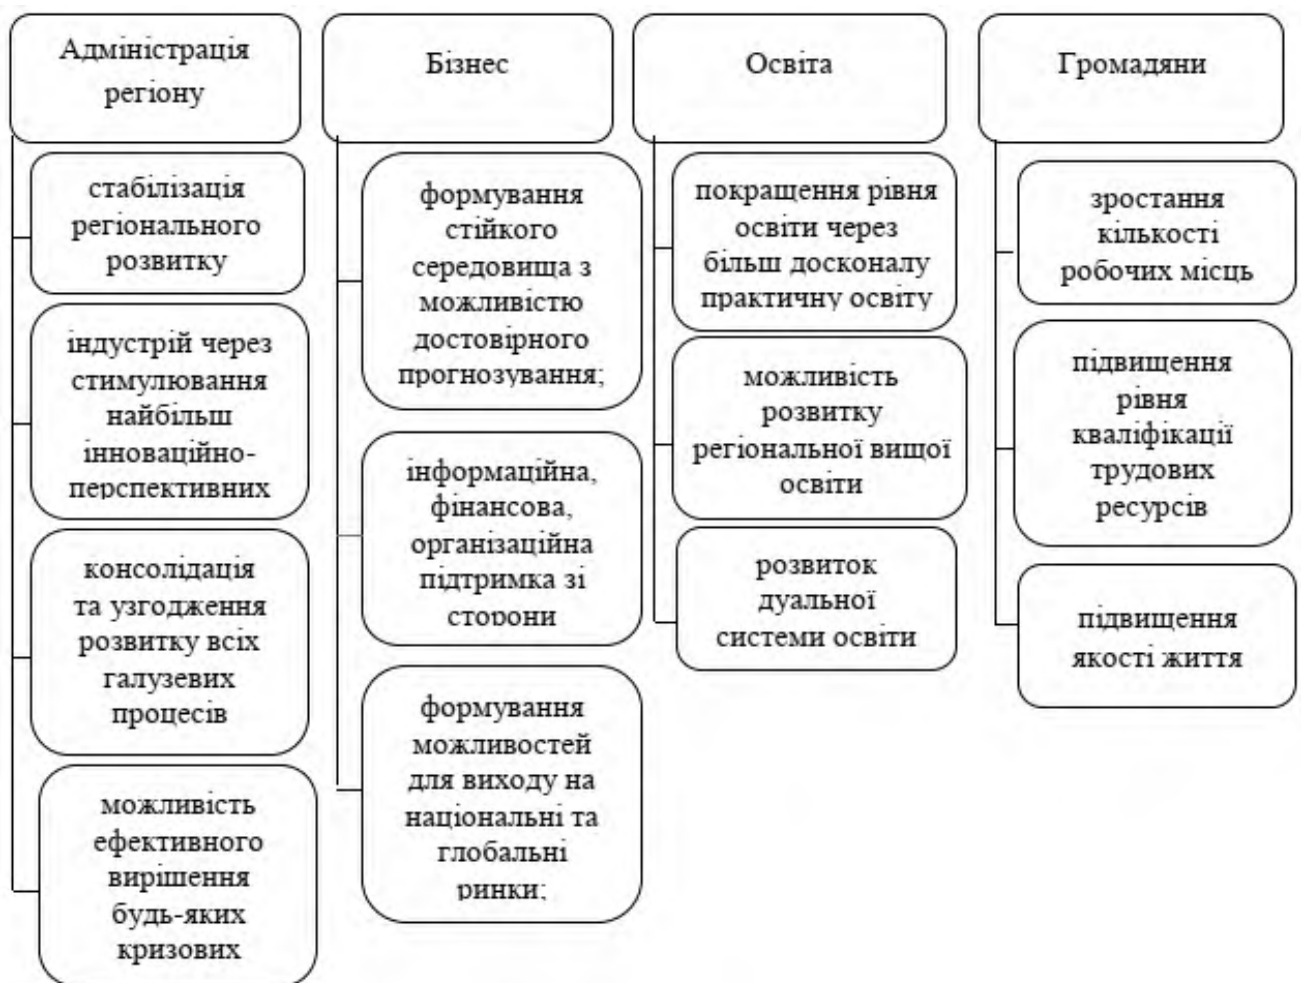 Адміністрація
регіону
стабілізація
регіонального
розвитку
індустрій через
стимулювання
найбільш
інноваційно-
перспективних
консолідація
та узгодження
розвитку всіх
галузевих
процесів
можливість
ефективного
вирішення
будь-яких
кризових
Бізнес
формування
стійкого
середовища з
можливістю
достовірного
прогнозування;
інформаційна,
фінансова,
організаційна
підтримка зі
сторони
формування
можливостей
для виходу на
національні та
глобальні
ринки;
Освіта
покращення рівня
освіти через
більш досконалу
практичну освіту
можливість
розвитку
регіональної вищої
освіти
розвиток
дуальної
системи освіти
Громадяни
зростання
кількості
робочих місць
підвищення
рівня
кваліфікації
трудових
ресурсів
підвищення
якості життя